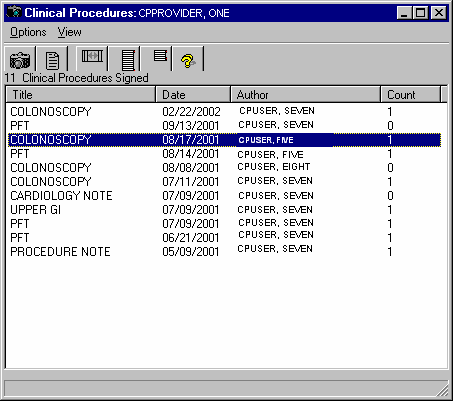 Clinical Procedures: CPPROVIDER, ONE
Options View
11 Clinical Procedures Signed
Title Date Author Count
COLONOSCOPY 02/22/2002 CPUSER, SEVEN 1
PFT 09/13/2001 CPUSER, SEVEN 0
COLONOSCOPY 08/17/2001 CPUSER, FIVE 1
PFT 08/14/2001 CPUSER, FIVE 1
COLONOSCOPY 08/08/2001 CPUSER, EIGHT 0
COLONOSCOPY 07/11/2001 CPUSER, SEVEN 1
CARDIOLOGY NOTE 07/09/2001 CPUSER, SEVEN 0
UPPER GI 07/09/2001 CPUSER, SEVEN 1
PFT 07/09/2001 CPUSER, SEVEN 1
PFT 06/21/2001 CPUSER, SEVEN 1
PROCEDURE NOTE 05/09/2001 CPUSER, SEVEN 1